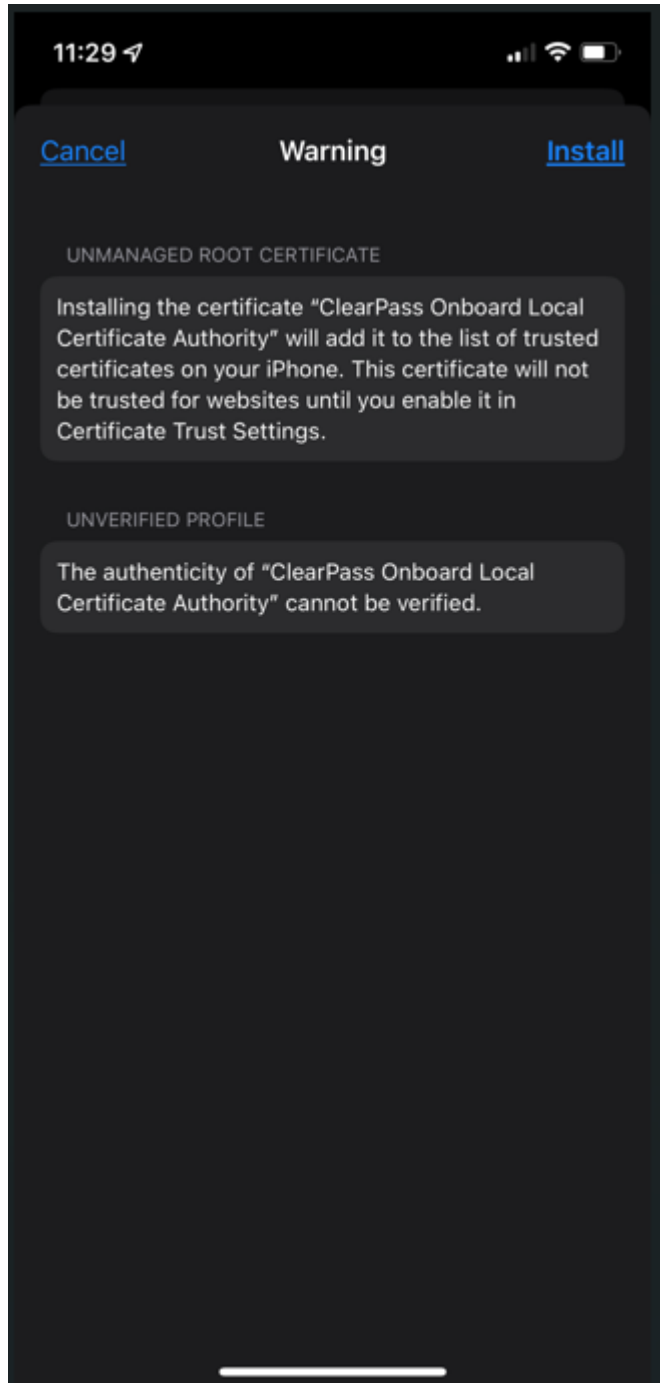 11:29
Cancel Warning Install
UNMANAGED ROOT CERTIFICATE
Installing the certificate “ClearPass Onboard Local
Certificate Authority” will add it to the list of trusted
certificates on your iPhone. This certificate will not
be trusted for websites until you enable it in
Certificate Trust Settings.
UNVERIFIED PROFILE
The authenticity of “ClearPass Onboard Local
Certificate Authority” cannot be verified.